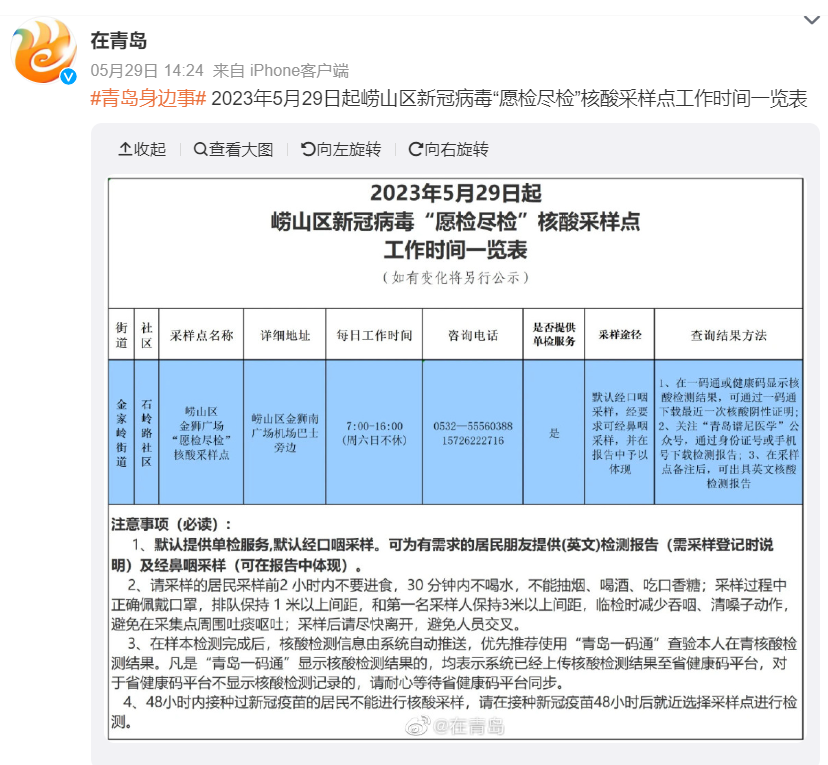 在青岛
05月29日 14:24 来自 iPhone客户端
#青岛身边事# 2023年5月29日起崂山区新冠病毒“愿检尽检”核酸采样点工作时间一览表
收起 查看大图 向左旋转 向右旋转
2023年5月29日起
崂山区新冠病毒“愿检尽检”核酸采样点
工作时间一览表
（如有变化将另行公示）
街道 社区 采样点名称 详细地址 每日工作时间 咨询电话 是否提供单检服务 采样途径 查询结果方法
金家岭街道
石岭路社区
崂山区
金狮广场
“愿检尽检”
核酸采样点
崂山区金狮南
广场机场巴士
旁边
7:00-16:00
(周六日不休)
0532—55560388
15726222716
是
默认经口咽
采样，经要
求可经鼻咽
采样，并在
报告中予以
体现
1、在一码通或健康码显示核
酸检测结果，可通过一码通
下载最近一次核酸阴性证明;
2、关注“青岛谱尼医学”公
众号，通过身份证号或手机
号下载检测报告；3、在采样
点备注后，可出具英文核酸
检测报告
注意事项（必读）：
1、默认提供单检服务,默认经口咽采样。可为有需求的居民朋友提供(英文)检测报告（需采样登记时说
明）及经鼻咽采样（可在报告中体现）。
2、请采样的居民采样前2小时内不要进食，30分钟内不喝水，不能抽烟、喝酒、吃口香糖；采样过程中
正确佩戴口罩，排队保持1米以上间距，和第一名采样人保持3米以上间距，临检时减少吞咽、清嗓子动作，
避免在采集点周围吐痰呕吐；采样后请尽快离开，避免人员交叉。
3、在样本检测完成后，核酸检测信息由系统自动推送，优先推荐使用“青岛一码通”查验本人在青核酸检
测结果。凡是“青岛一码通”显示核酸检测结果的，均表示系统已经上传核酸检测结果至省健康码平台，对
于省健康码平台不显示核酸检测记录的，请耐心等待省健康码平台同步。
4、48小时内接种过新冠疫苗的居民不能进行核酸采样，请在接种新冠疫苗48小时后就近选择采样点进行检
测。
@在青岛